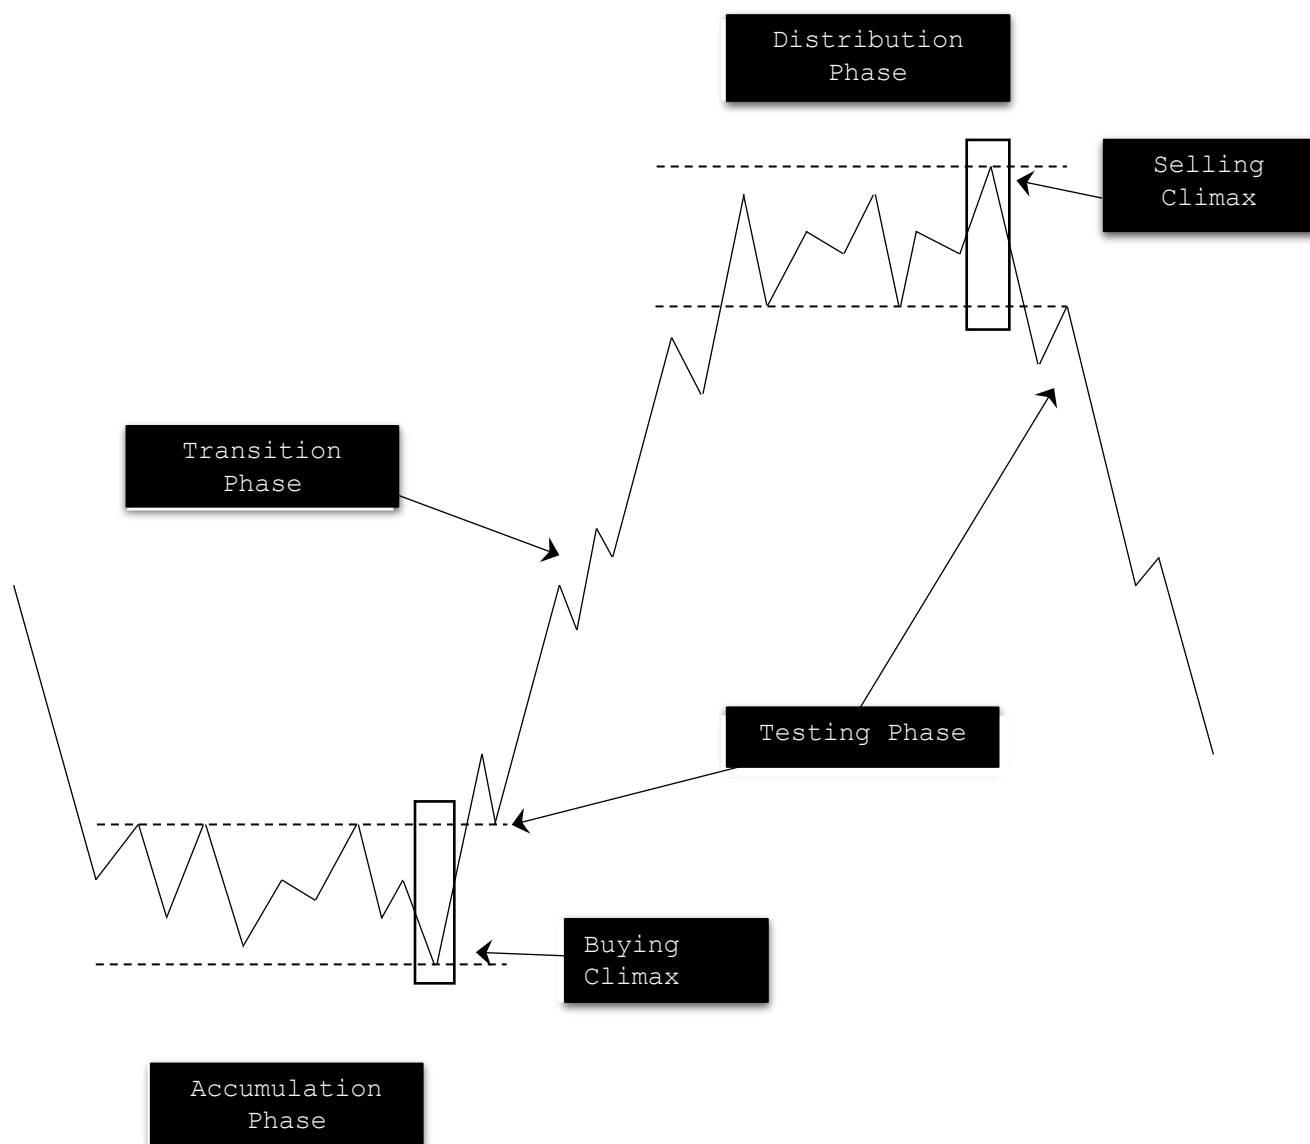 Distribution
Phase
Selling
Climax
Transition
Phase
Testing Phase
Buying
Climax
Accumulation
Phase